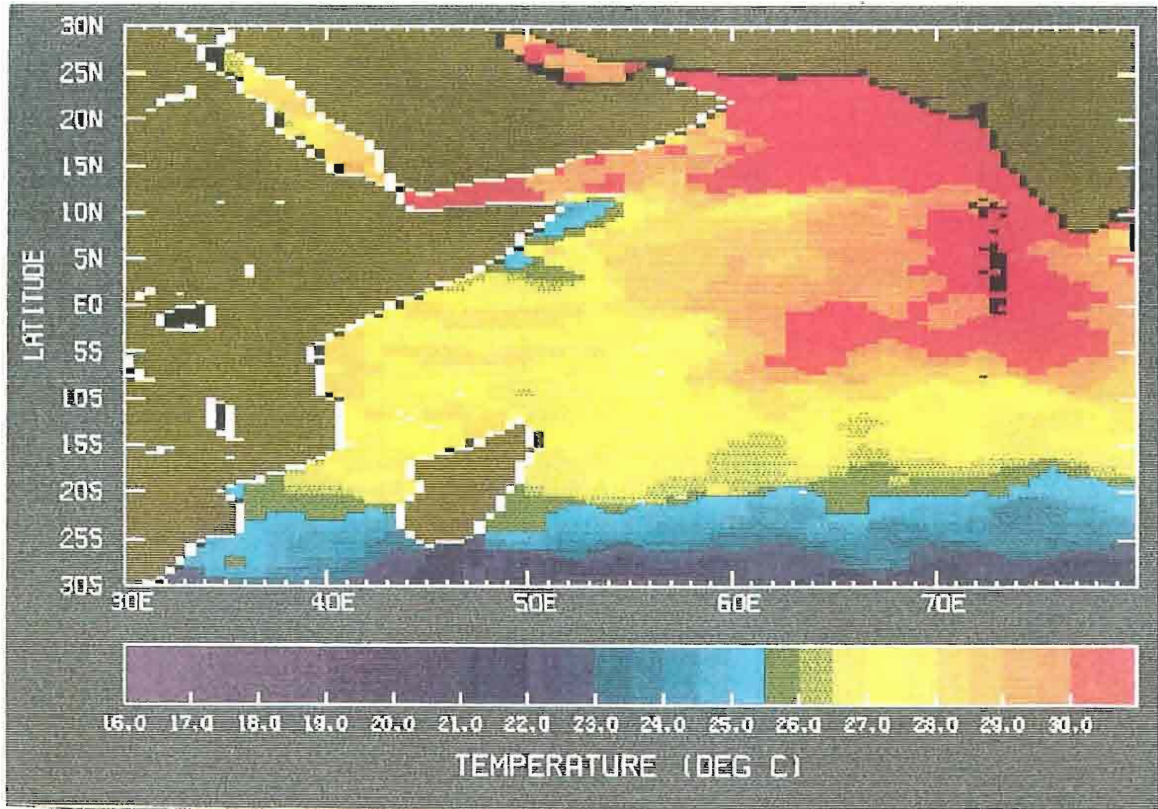 30N
25N
20N
15N
10N
5N
EQ
5S
10S
15S
20S
25S
30S
LATITUDE
30E 40E 50E 60E 70E
16.0 17.0 18.0 19.0 20.0 21.0 22.0 23.0 24.0 25.0 26.0 27.0 28.0 29.0 30.0
TEMPERATURE (DEG C)